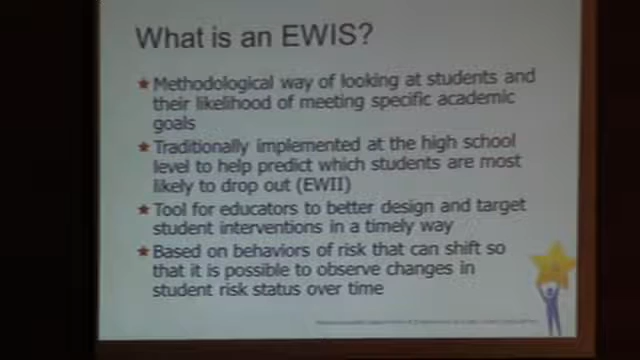 What is an EWIS?
★ Methodological way of looking at students and
their likelihood of meeting specific academic
goals
★ Traditionally implemented at the high school
level to help predict which students are most
likely to drop out (EWII)
★ Tool for educators to better design and target
student interventions in a timely way
★ Based on behaviors of risk that can shift so
that it is possible to observe changes in
student risk status over time